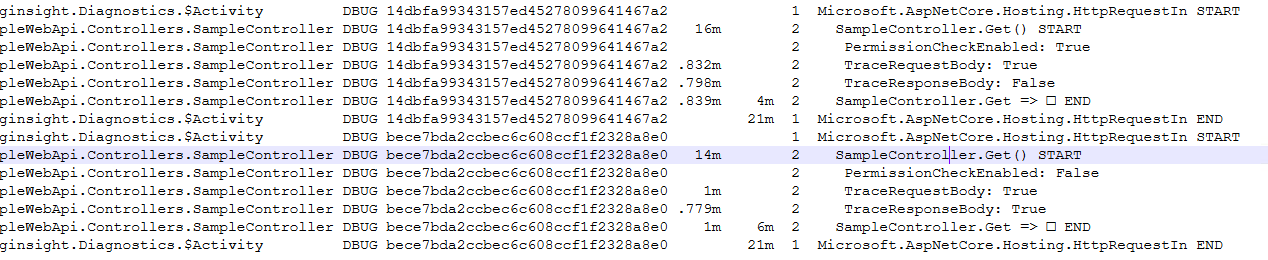 ginsight.Diagnostics.$Activity DBUG 14dbfa99343157ed45278099641467a2 1 Microsoft.AspNetCore.Hosting.HttpRequestIn START
pleWebApi.Controllers.SampleController DBUG 14dbfa99343157ed45278099641467a2 16m 2 SampleController.Get() START
pleWebApi.Controllers.SampleController DBUG 14dbfa99343157ed45278099641467a2 2 PermissionCheckEnabled: True
pleWebApi.Controllers.SampleController DBUG 14dbfa99343157ed45278099641467a2 .832m 2 TraceRequestBody: True
pleWebApi.Controllers.SampleController DBUG 14dbfa99343157ed45278099641467a2 .798m 2 TraceResponseBody: False
pleWebApi.Controllers.SampleController DBUG 14dbfa99343157ed45278099641467a2 .839m 4m 2 SampleController.Get => □ END
ginsight.Diagnostics.$Activity DBUG 14dbfa99343157ed45278099641467a2 21m 1 Microsoft.AspNetCore.Hosting.HttpRequestIn END
ginsight.Diagnostics.$Activity DBUG bece7bda2ccbec6c608ccf1f2328a8e0 1 Microsoft.AspNetCore.Hosting.HttpRequestIn START
pleWebApi.Controllers.SampleController DBUG bece7bda2ccbec6c608ccf1f2328a8e0 14m 2 SampleController.Get() START
pleWebApi.Controllers.SampleController DBUG bece7bda2ccbec6c608ccf1f2328a8e0 2 PermissionCheckEnabled: False
pleWebApi.Controllers.SampleController DBUG bece7bda2ccbec6c608ccf1f2328a8e0 1m 2 TraceRequestBody: True
pleWebApi.Controllers.SampleController DBUG bece7bda2ccbec6c608ccf1f2328a8e0 .779m 2 TraceResponseBody: True
pleWebApi.Controllers.SampleController DBUG bece7bda2ccbec6c608ccf1f2328a8e0 1m 6m 2 SampleController.Get => □ END
ginsight.Diagnostics.$Activity DBUG bece7bda2ccbec6c608ccf1f2328a8e0 21m 1 Microsoft.AspNetCore.Hosting.HttpRequestIn END